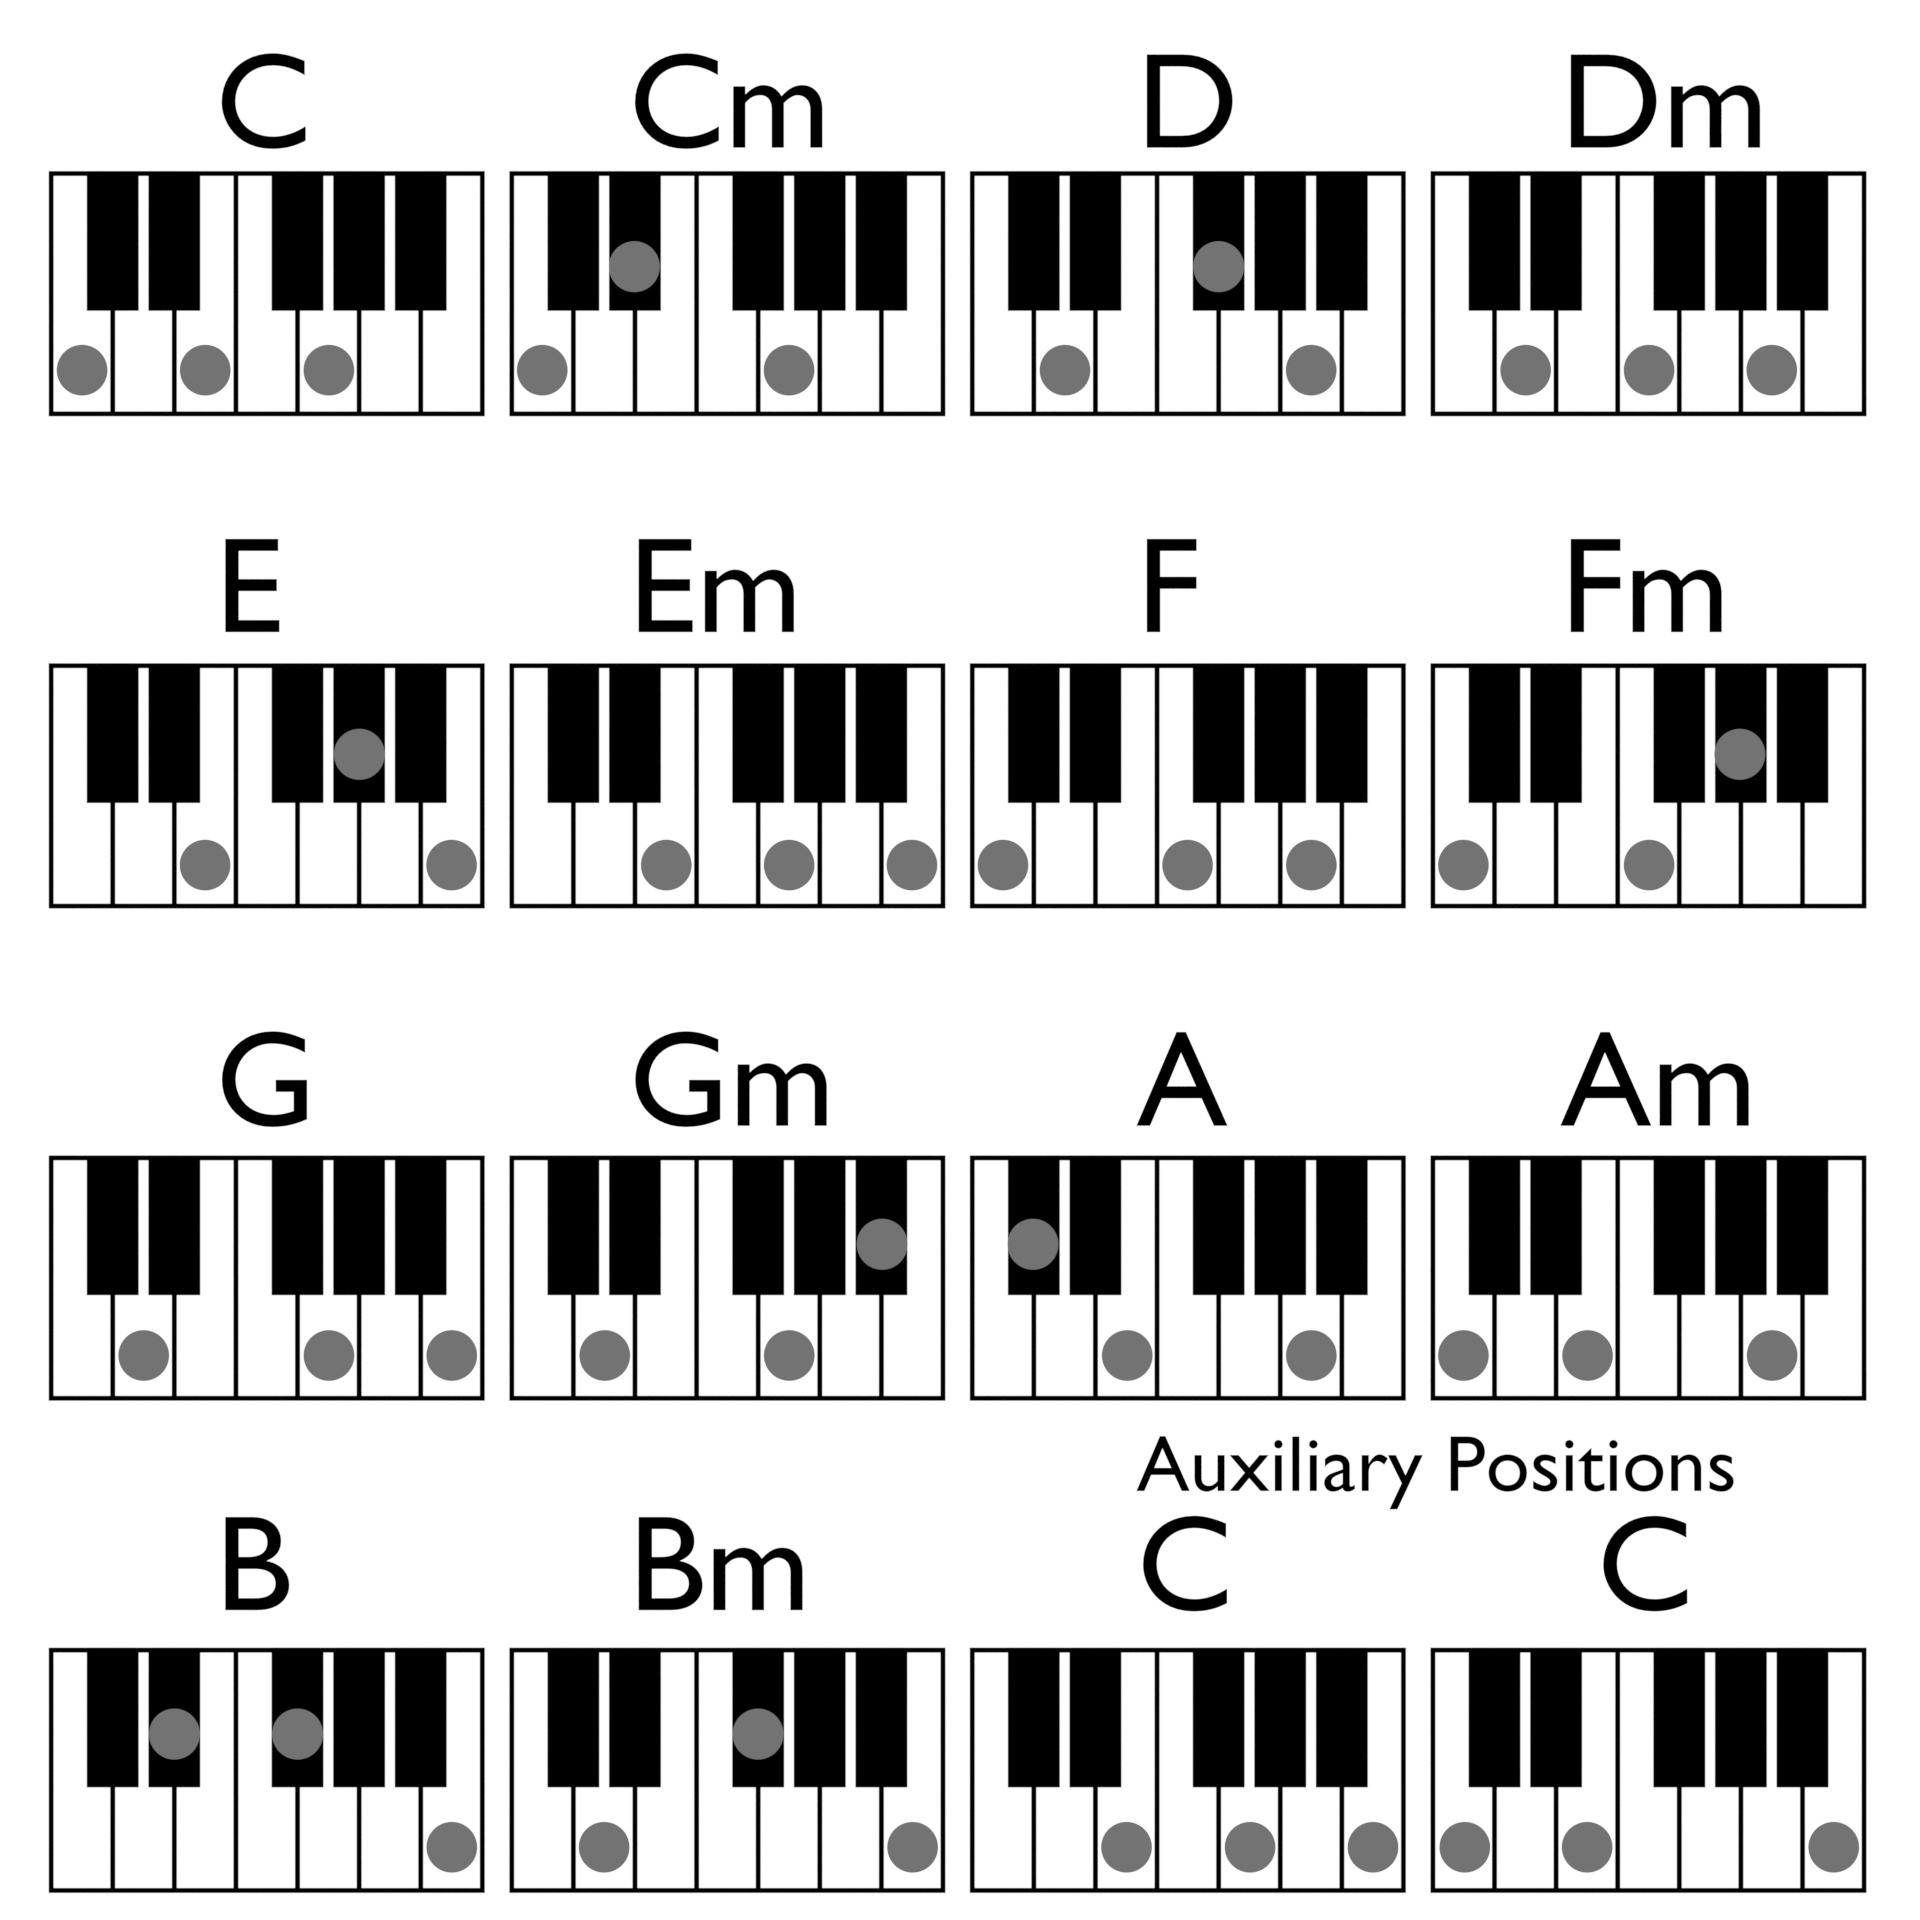 C Cm D Dm
E Em F Fm
G Gm A Am
Auxiliary Positions
B Bm C C